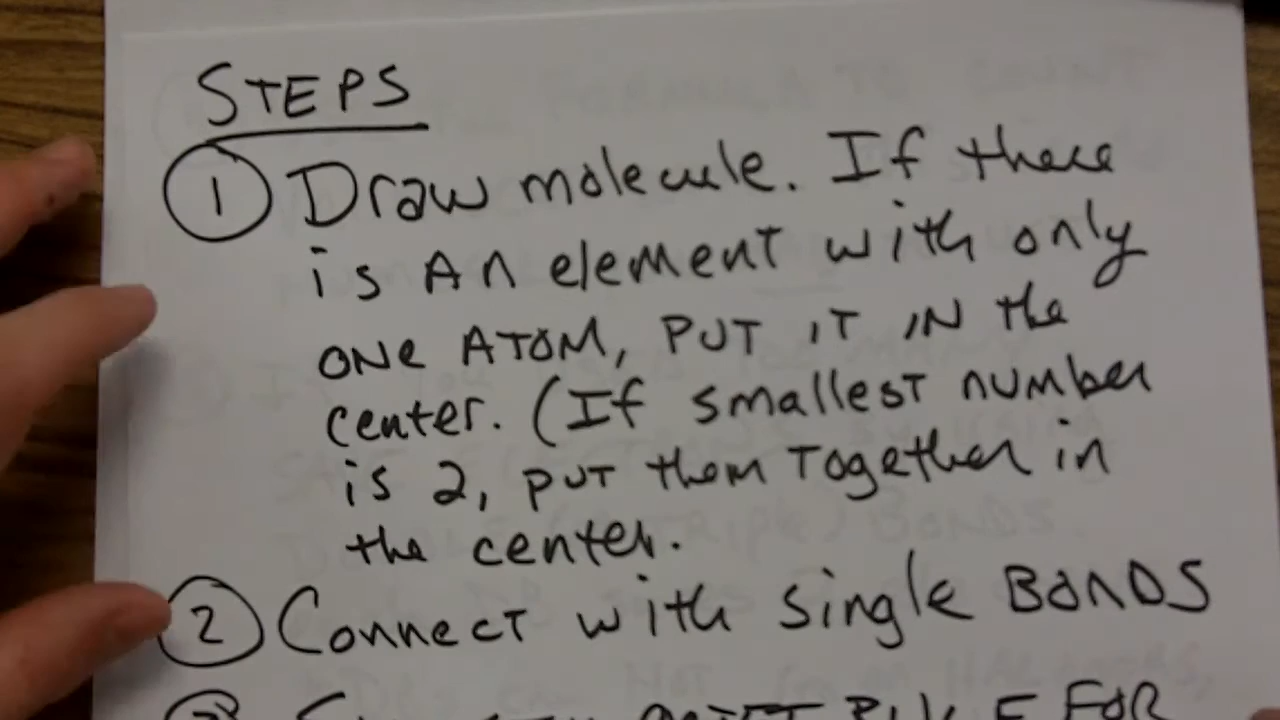 STEPS
1 Draw molecule. If there
is An element with only
one ATOM, PUT IT IN the
center. (If smallest number
is 2, put them Together in
the center.
2 Connect with single BONDS
FOR